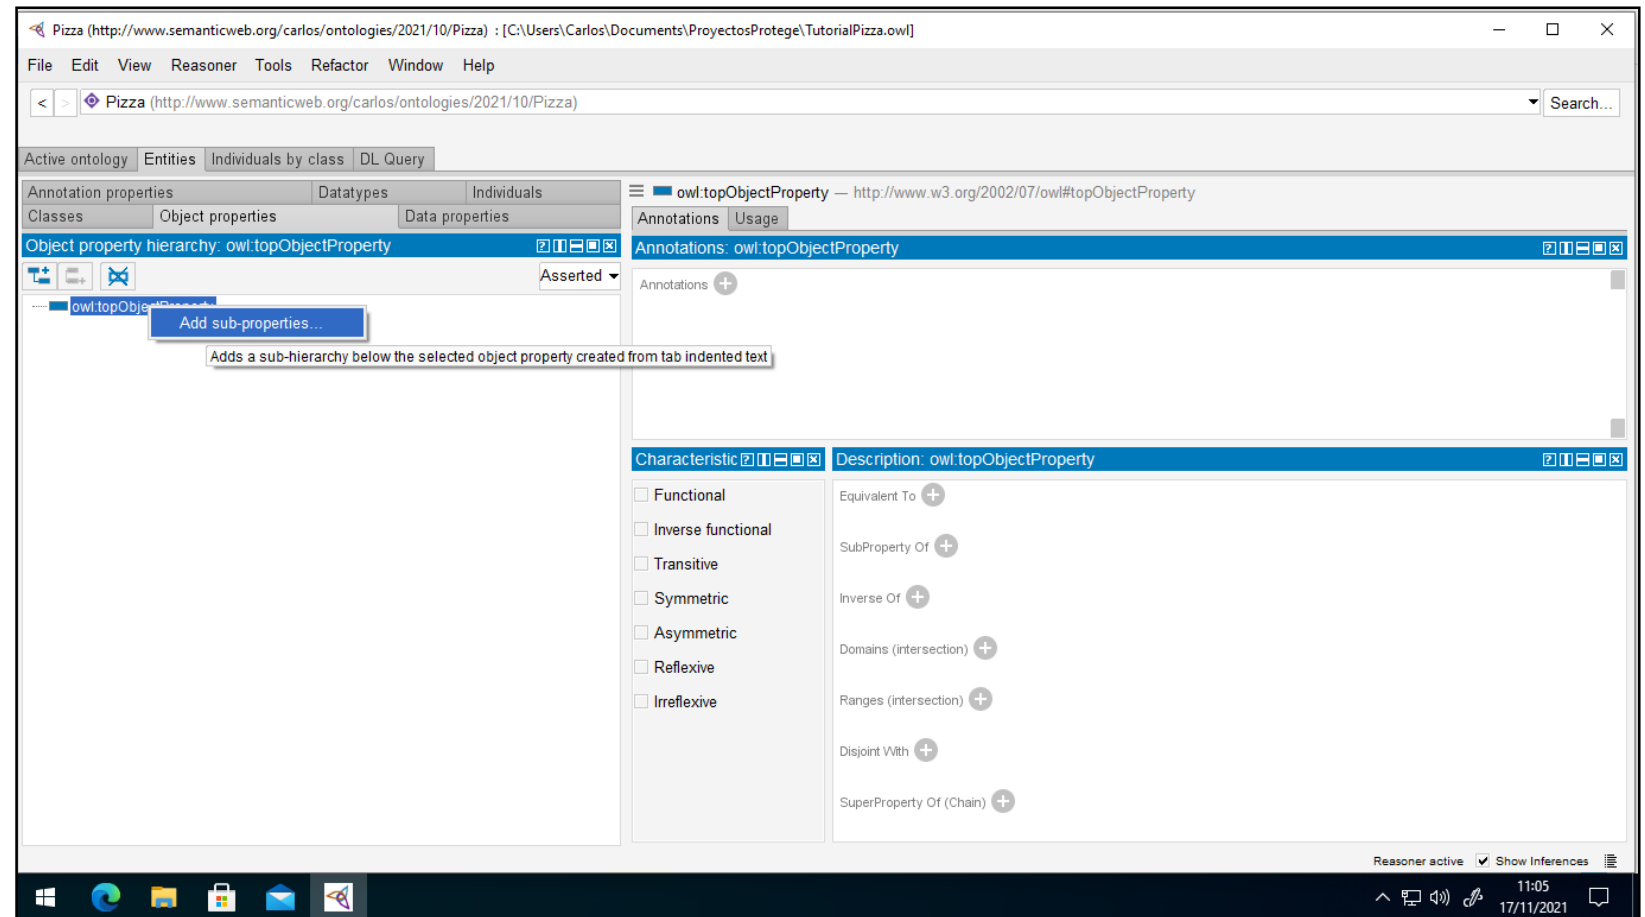 Pizza (http://www.semanticweb.org/carlos/ontologies/2021/10/Pizza) : [C:\Users\Carlos\Documents\ProyectosProtege\TutorialPizza.owl]
File Edit View Reasoner Tools Refactor Window Help
< > Pizza (http://www.semanticweb.org/carlos/ontologies/2021/10/Pizza) Search...
Active ontology Entities Individuals by class DL Query
Annotation properties Datatypes Individuals
Classes Object properties Data properties
Object property hierarchy: owl:topObjectProperty
Asserted
owl:topObjectProperty
Add sub-properties...
Adds a sub-hierarchy below the selected object property created from tab indented text
owl:topObjectProperty — http://www.w3.org/2002/07/owl#topObjectProperty
Annotations Usage
Annotations: owl:topObjectProperty
Annotations
Characteristic
Functional
Inverse functional
Transitive
Symmetric
Asymmetric
Reflexive
Irreflexive
Description: owl:topObjectProperty
Equivalent To
SubProperty Of
Inverse Of
Domains (intersection)
Ranges (intersection)
Disjoint With
SuperProperty Of (Chain)
Reasoner active Show Inferences
11:05
17/11/2021